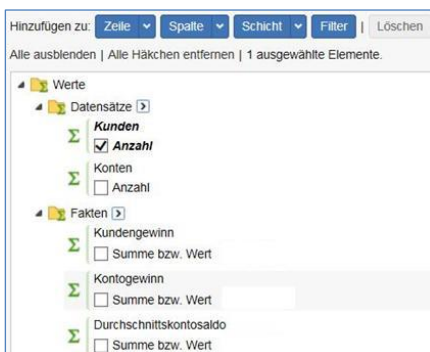 Hinzufügen zu: Zeile Spalte Schicht Filter | Löschen
Alle ausblenden | Alle Häkchen entfernen | 1 ausgewählte Elemente.
Werte
Datensätze
Kunden
Anzahl
Konten
Anzahl
Fakten
Kundengewinn
Summe bzw. Wert
Kontogewinn
Summe bzw. Wert
Durchschnittskontosaldo
Summe bzw. Wert